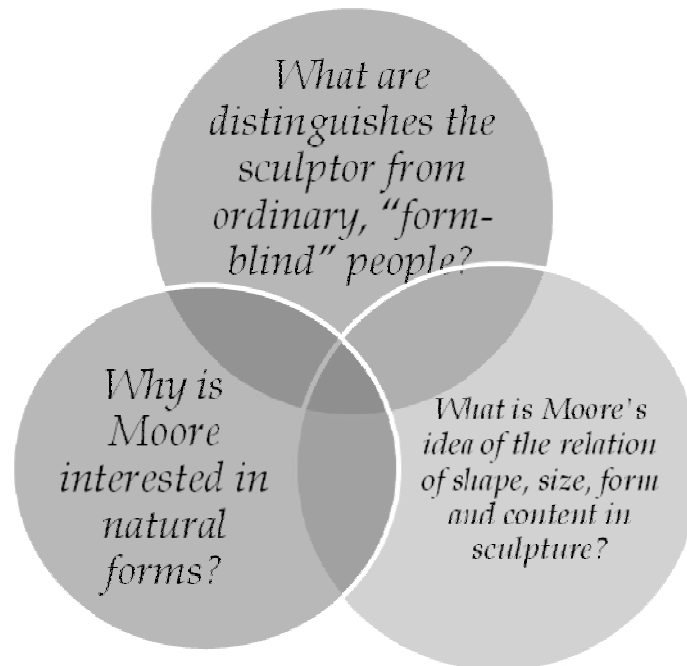 What are
distinguishes the
sculptor from
ordinary, “form-
blind” people?
Why is
Moore
interested in
natural
forms?
What is Moore's
idea of the relation
of shape, size, form
and content in
sculpture?